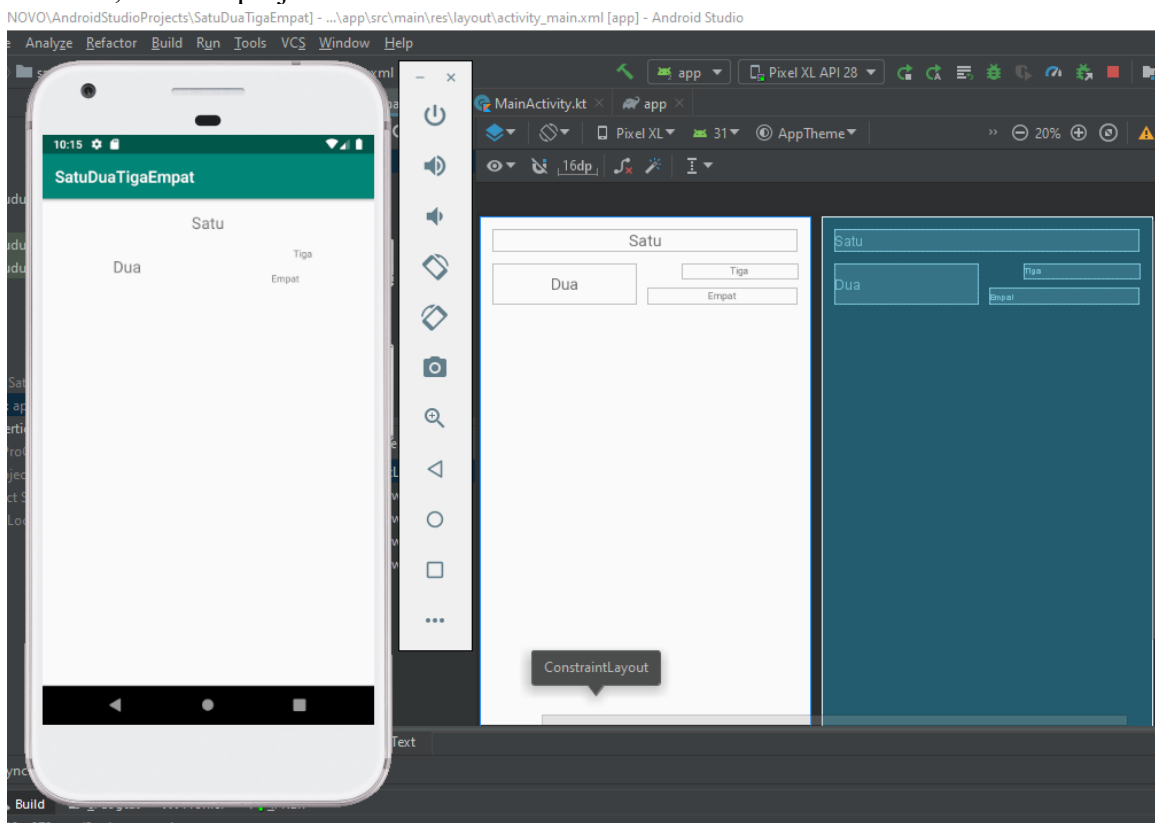 NOVO\AndroidStudioProjects\SatuDuaTigaEmpat] - ...\app\src\main\res\layout\activity_main.xml [app] - Android Studio
Analyze Refactor Build Run Tools VCS Window Help
app Pixel XL API 28
MainActivity.kt app
Pixel XL 31 AppTheme 20%
16dp
10:15
SatuDuaTigaEmpat
Satu
Dua
Tiga
Empat
Satu
Dua
Tiga
Empat
Satu
Dua
Tiga
Empat
ConstraintLayout
Text
Build